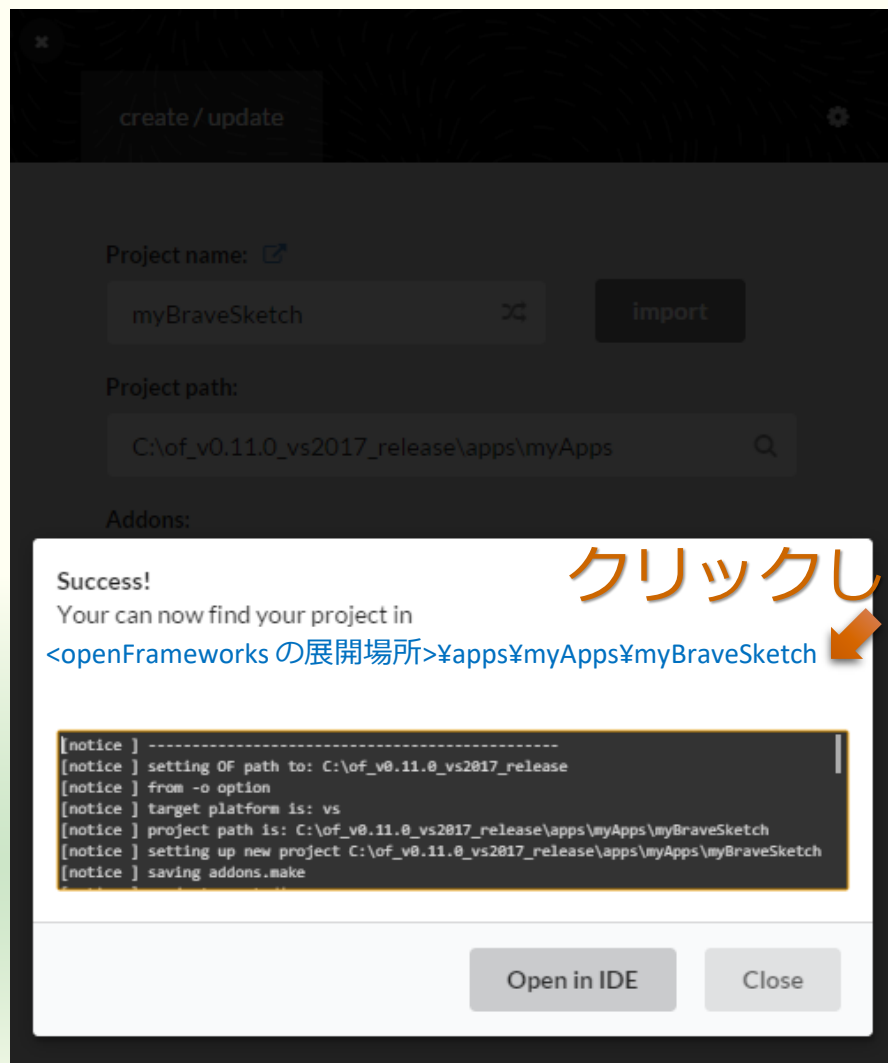 create / update
Project name:
myBraveSketch
import
Project path:
C:\of_v0.11.0_vs2017_release\apps\myApps
Addons:
クリックし
Success!
Your can now find your project in
<openFrameworks の展開場所>¥apps¥myApps¥myBraveSketch
[notice ] -----------------------------------------------
[notice ] setting OF path to: C:\of_v0.11.0_vs2017_release
[notice ] from -o option
[notice ] target platform is: vs
[notice ] project path is: C:\of_v0.11.0_vs2017_release\apps\myApps\myBraveSketch
[notice ] setting up new project C:\of_v0.11.0_vs2017_release\apps\myApps\myBraveSketch
[notice ] saving addons.make
Open in IDE
Close